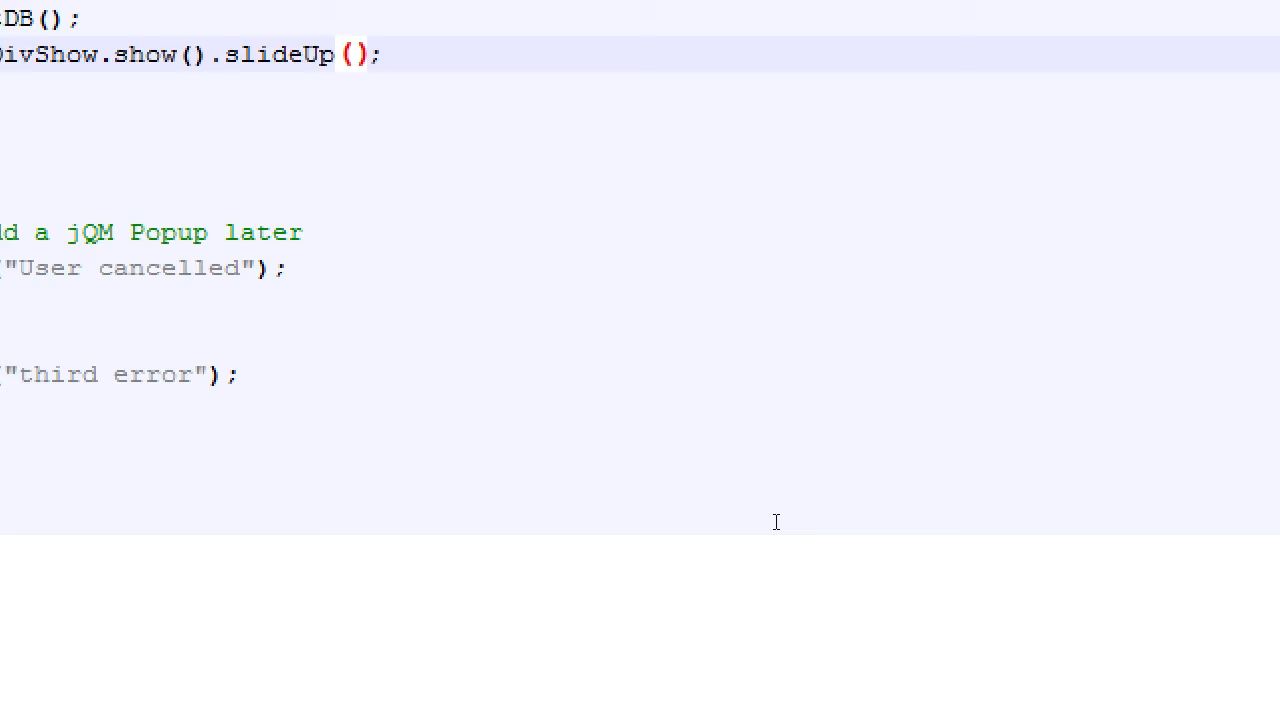 DB();
ivShow.show().slideUp();
d a jQM Popup later
("User cancelled");
("third error");